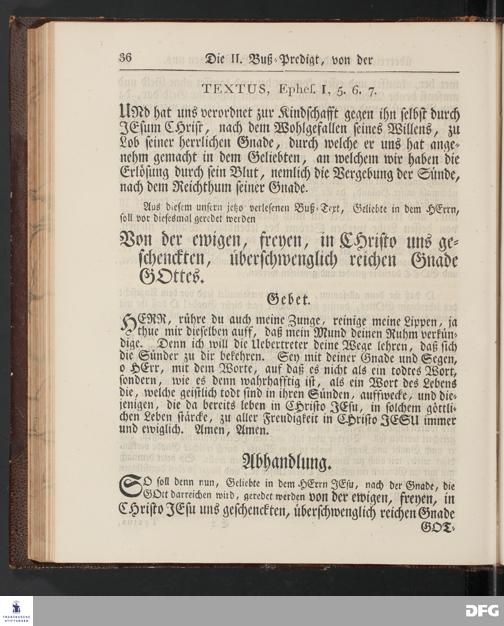 36 Die II. Buß-Predigt, von der
TEXTUS, Ephes. I, 5. 6. 7.
UNd hat uns verordnet zur Kindschafft gegen ihn selbst durch
JEsum CHrist, nach dem Wohlgefallen seines Willens, zu
Lob seiner herrlichen Gnade, durch welche er uns hat ange-
nehm gemacht in dem Geliebten, an welchem wir haben die
Erlösung durch sein Blut, nemlich die Vergebung der Sünde,
nach dem Reichthum seiner Gnade.
Aus diesem unsern jetzo verlesenen Buß-Text, Geliebte in dem HErrn,
soll vor diesesmal geredet werden
Von der ewigen, freyen, in CHristo uns ge-
schenckten, überschwenglich reichen Gnade
GOttes.
Gebet.
HERR, rühre du auch meine Zunge, reinige meine Lippen, ja
thue mir dieselben auff, daß mein Mund deinen Ruhm verkün-
dige. Denn ich will die Uebertreter deine Wege lehren, daß sich
die Sünder zu dir bekehren. Sey mit deiner Gnade und Segen,
o HErr, mit dem Worte, auf daß es nicht als ein todtes Wort,
sondern, wie es denn wahrhafftig ist, als ein Wort des Lebens
die, welche geistlich todt sind in ihren Sünden, auffwecke, und die-
jenigen, die da bereits leben in CHristo JEsu, in solchem göttli-
chen Leben stärcke, zu aller Freudigkeit in CHristo JESU immer
und ewiglich. Amen, Amen.
Abhandlung.
SO soll denn nun, Geliebte in dem HErrn JEsu, nach der Gnade, die
GOtt darreichen wird, geredet werden von der ewigen, freyen, in
CHristo JEsu uns geschenckten, überschwenglich reichen Gnade
GOT-
FRANCKESCHE
STIFTUNGEN
DFG